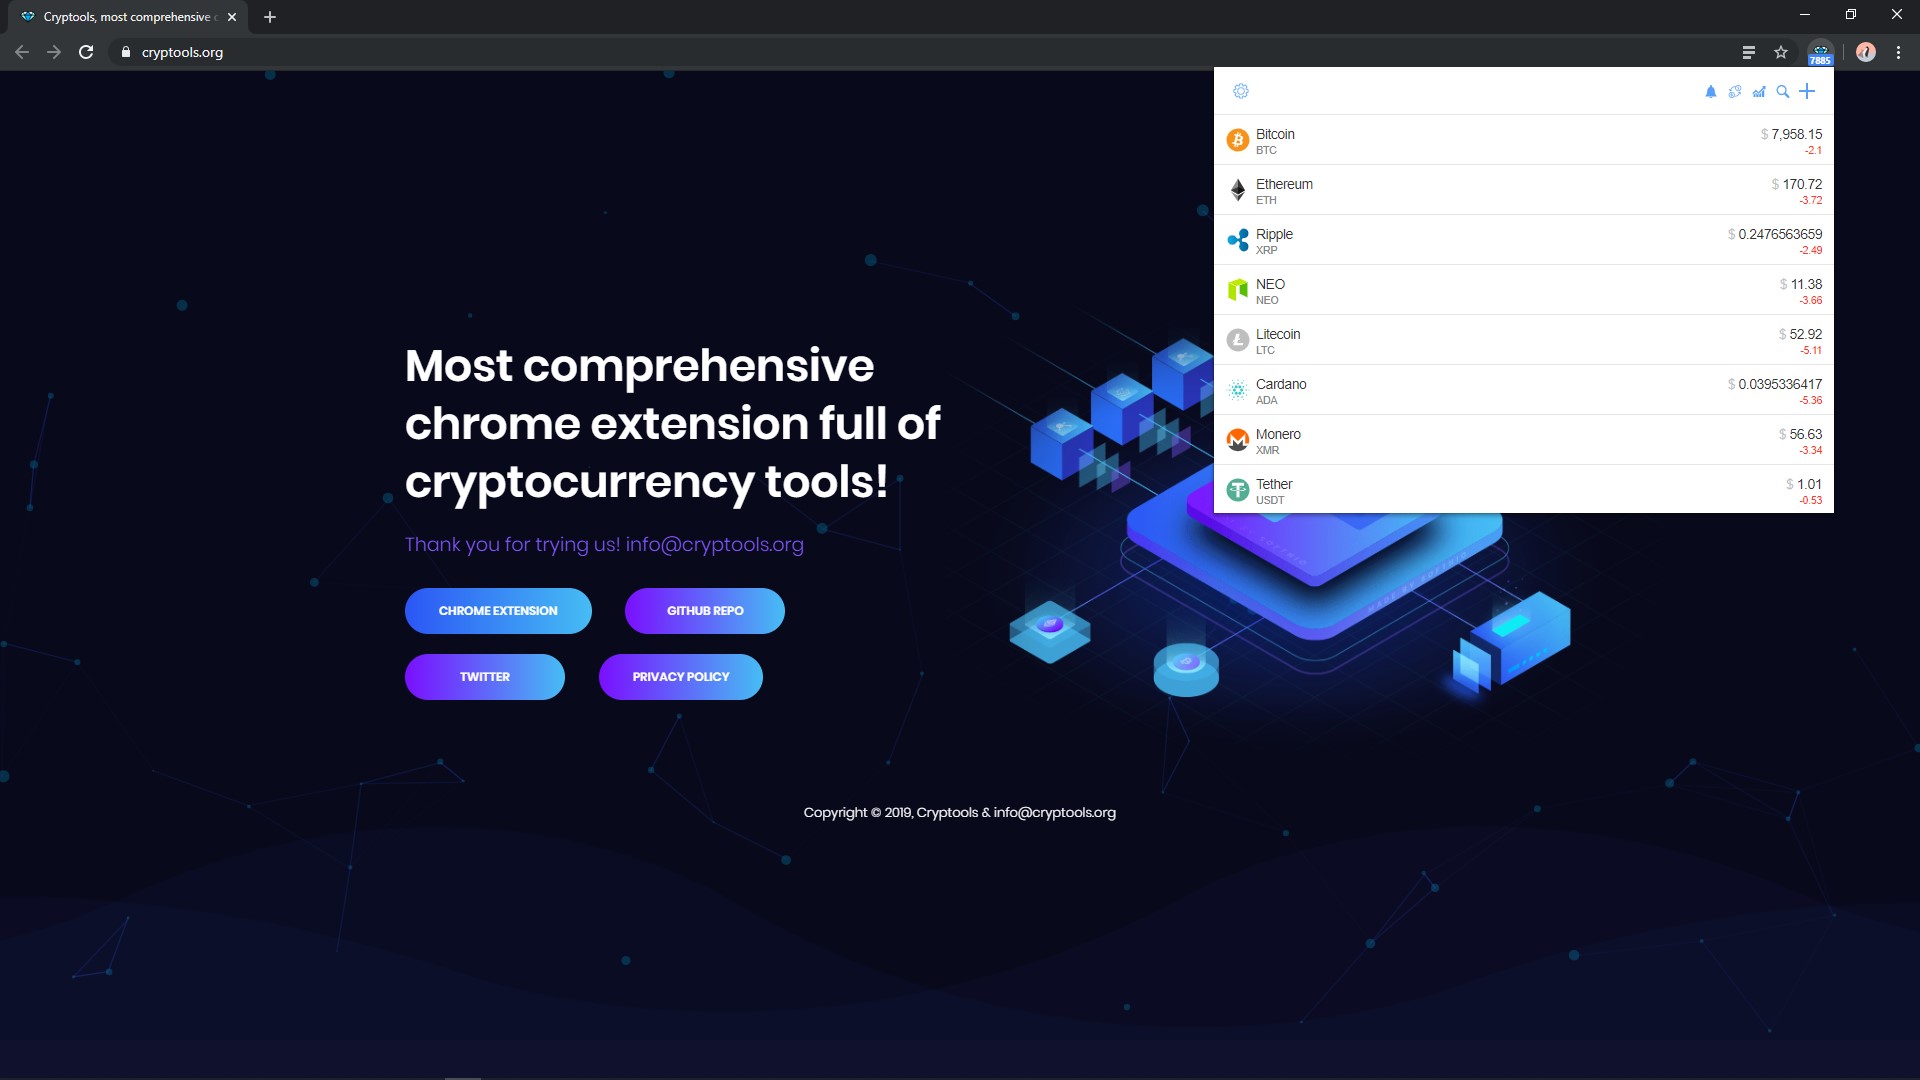 Cryptools, most comprehensive c
cryptools.org
7885
Bitcoin
$ 7,958.15
BTC
-2.1
Ethereum
$ 170.72
ETH
-3.72
Ripple
$ 0.2476563659
XRP
-2.49
NEO
$ 11.38
NEO
-3.66
Litecoin
$ 52.92
LTC
-5.11
Cardano
$ 0.0395336417
ADA
-5.36
Monero
$ 56.63
XMR
-3.34
Tether
$ 1.01
USDT
-0.53
Most comprehensive
chrome extension full of
cryptocurrency tools!
Thank you for trying us! info@cryptools.org
CHROME EXTENSION
GITHUB REPO
TWITTER
PRIVACY POLICY
MADE BY SOFTNIO
Copyright © 2019, Cryptools & info@cryptools.org